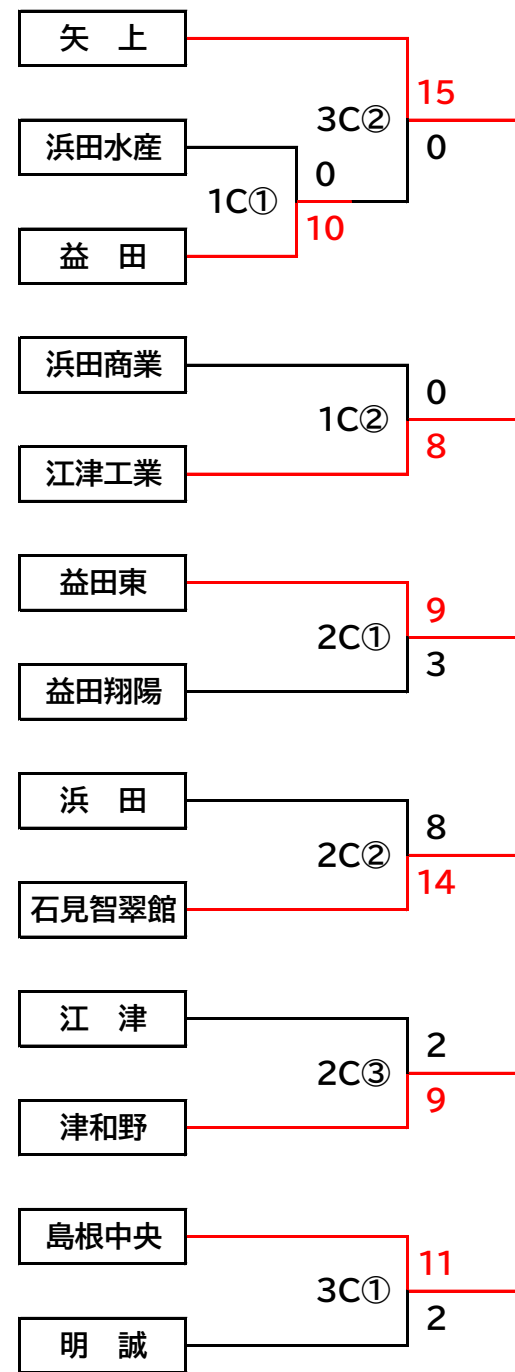 矢　上
15
3C②
0
浜田水産
0
1C①
10
益　田
浜田商業
0
1C②
8
江津工業
益田東
9
2C①
3
益田翔陽
浜　田
8
2C②
14
石見智翠館
江　津
2
2C③
9
津和野
島根中央
11
3C①
2
明　誠